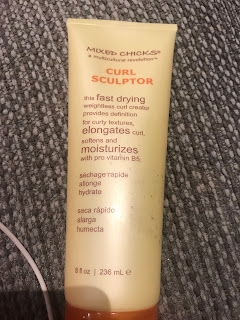 MIXED CHICKS
a multicultural revolution™
CURL
SCULPTOR
this fast drying
weightless curl creator
provides definition
for curly textures,
elongates curl,
softens and
moisturizes
with pro vitamin B5.
séchage rapide
allonge
hydrate
seca rápido
alarga
humecta
8 fl oz | 236 mL e